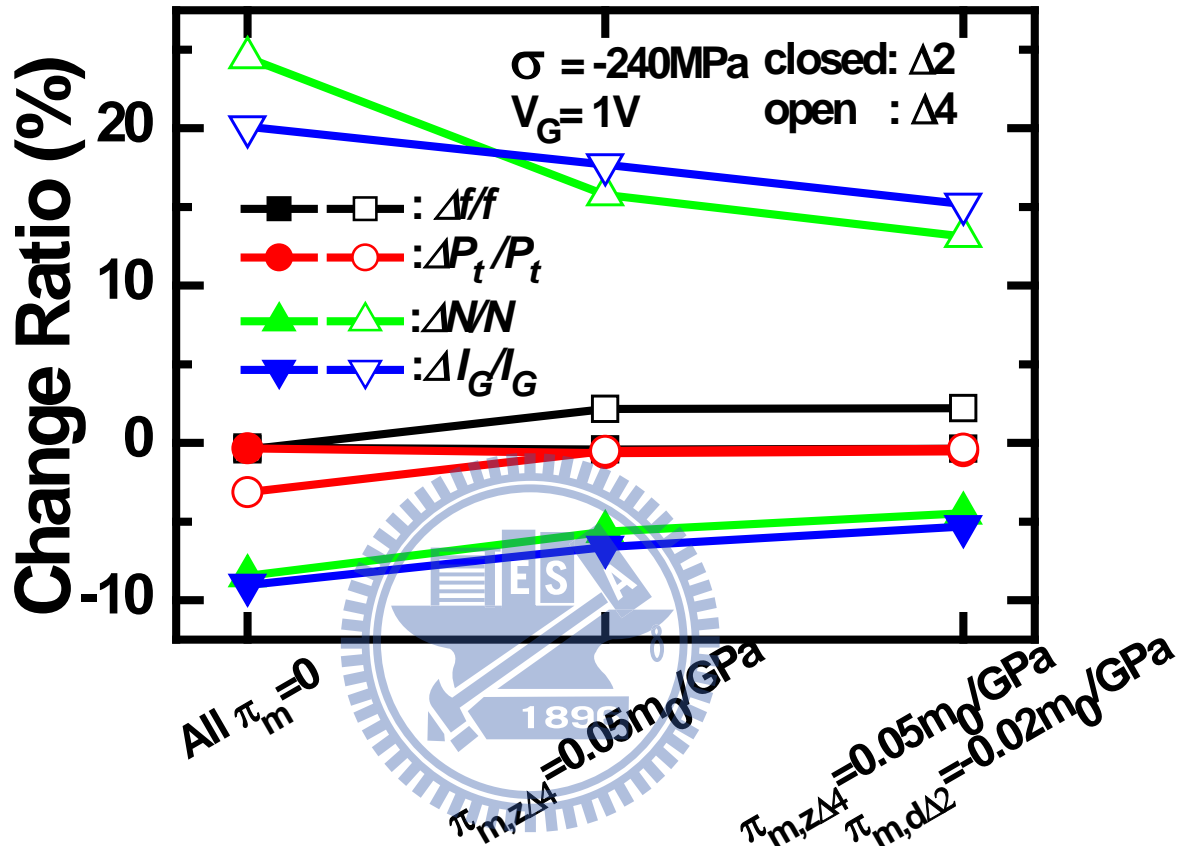 Change Ratio (%)
20
10
0
-10
σ = -240MPa closed: Δ2
V_G= 1V open : Δ4
: Δf/f
:ΔP_t/P_t
:ΔN/N
:ΔI_G/I_G
ES
A
1896
All π_m=0
π_m,zΔ4=0.05m_0/GPa
π_m,zΔ4=0.05m_0/GPa
π_m,dΔ2=-0.02m_0/GPa